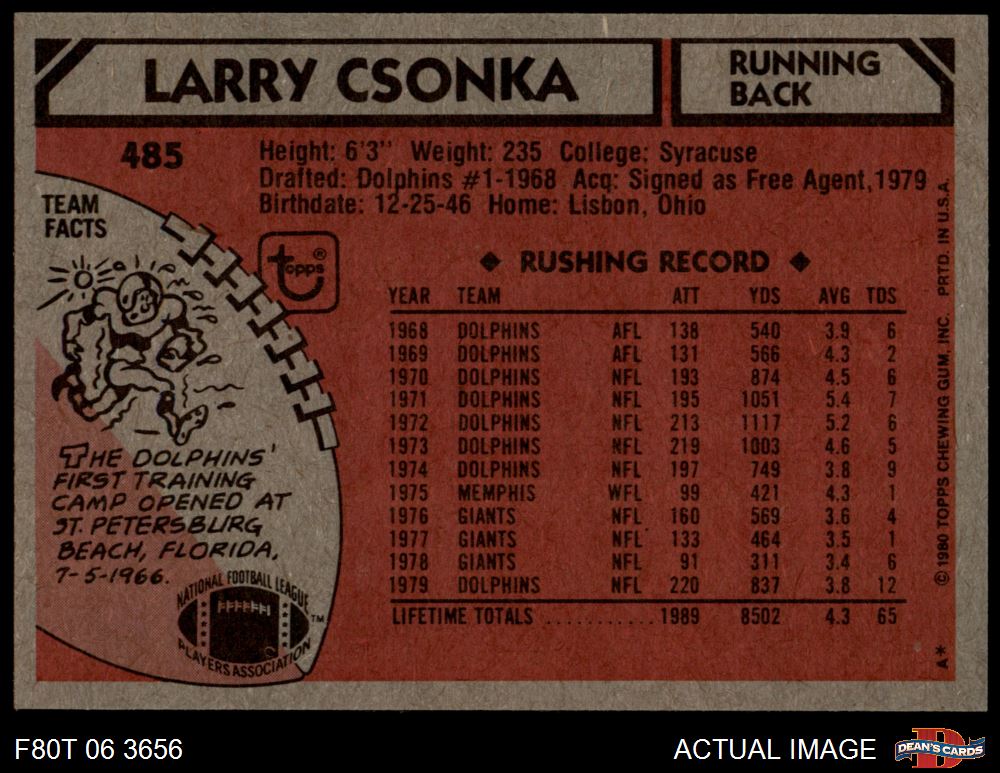 LARRY CSONKA
RUNNING
BACK
485
Height: 6'3" Weight: 235 College: Syracuse
Drafted: Dolphins #1-1968 Acq: Signed as Free Agent, 1979
Birthdate: 12-25-46 Home: Lisbon, Ohio
TEAM
FACTS
topps®
◆ RUSHING RECORD ◆
YEAR TEAM ATT YDS AVG TDS
1968 DOLPHINS AFL 138 540 3.9 6
1969 DOLPHINS AFL 131 566 4.3 2
1970 DOLPHINS NFL 193 874 4.5 6
1971 DOLPHINS NFL 195 1051 5.4 7
1972 DOLPHINS NFL 213 1117 5.2 6
1973 DOLPHINS NFL 219 1003 4.6 5
1974 DOLPHINS NFL 197 749 3.8 9
1975 MEMPHIS WFL 99 421 4.3 1
1976 GIANTS NFL 160 569 3.6 4
1977 GIANTS NFL 133 464 3.5 1
1978 GIANTS NFL 91 311 3.4 6
1979 DOLPHINS NFL 220 837 3.8 12
LIFETIME TOTALS ........... 1989 8502 4.3 65
THE DOLPHINS'
FIRST TRAINING
CAMP OPENED AT
ST. PETERSBURG
BEACH, FLORIDA,
7-5-1966.
NATIONAL FOOTBALL LEAGUE
PLAYERS ASSOCIATION ™
A* © 1980 TOPPS CHEWING GUM, INC. PRTD. IN U.S.A.
F80T 06 3656
ACTUAL IMAGE
D
DEAN'S CARDS